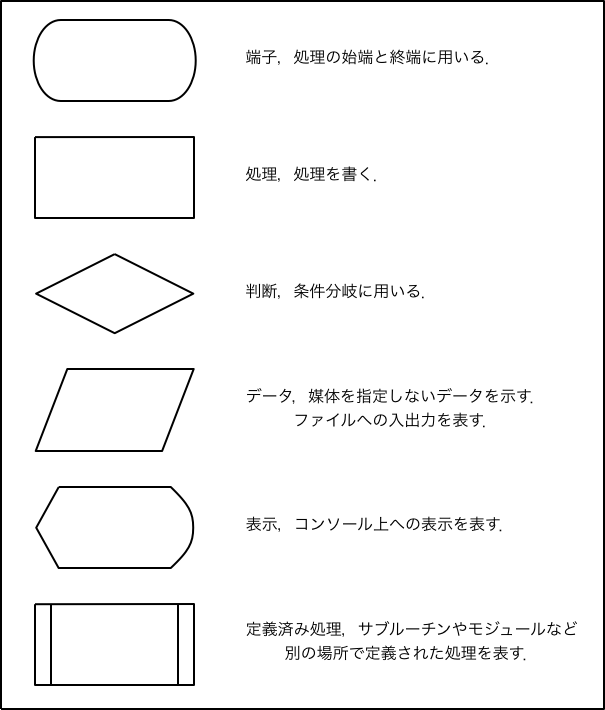 端子，処理の始端と終端に用いる．
処理，処理を書く．
判断，条件分岐に用いる．
データ，媒体を指定しないデータを示す．
ファイルへの入出力を表す．
表示，コンソール上への表示を表す．
定義済み処理，サブルーチンやモジュールなど
別の場所で定義された処理を表す．